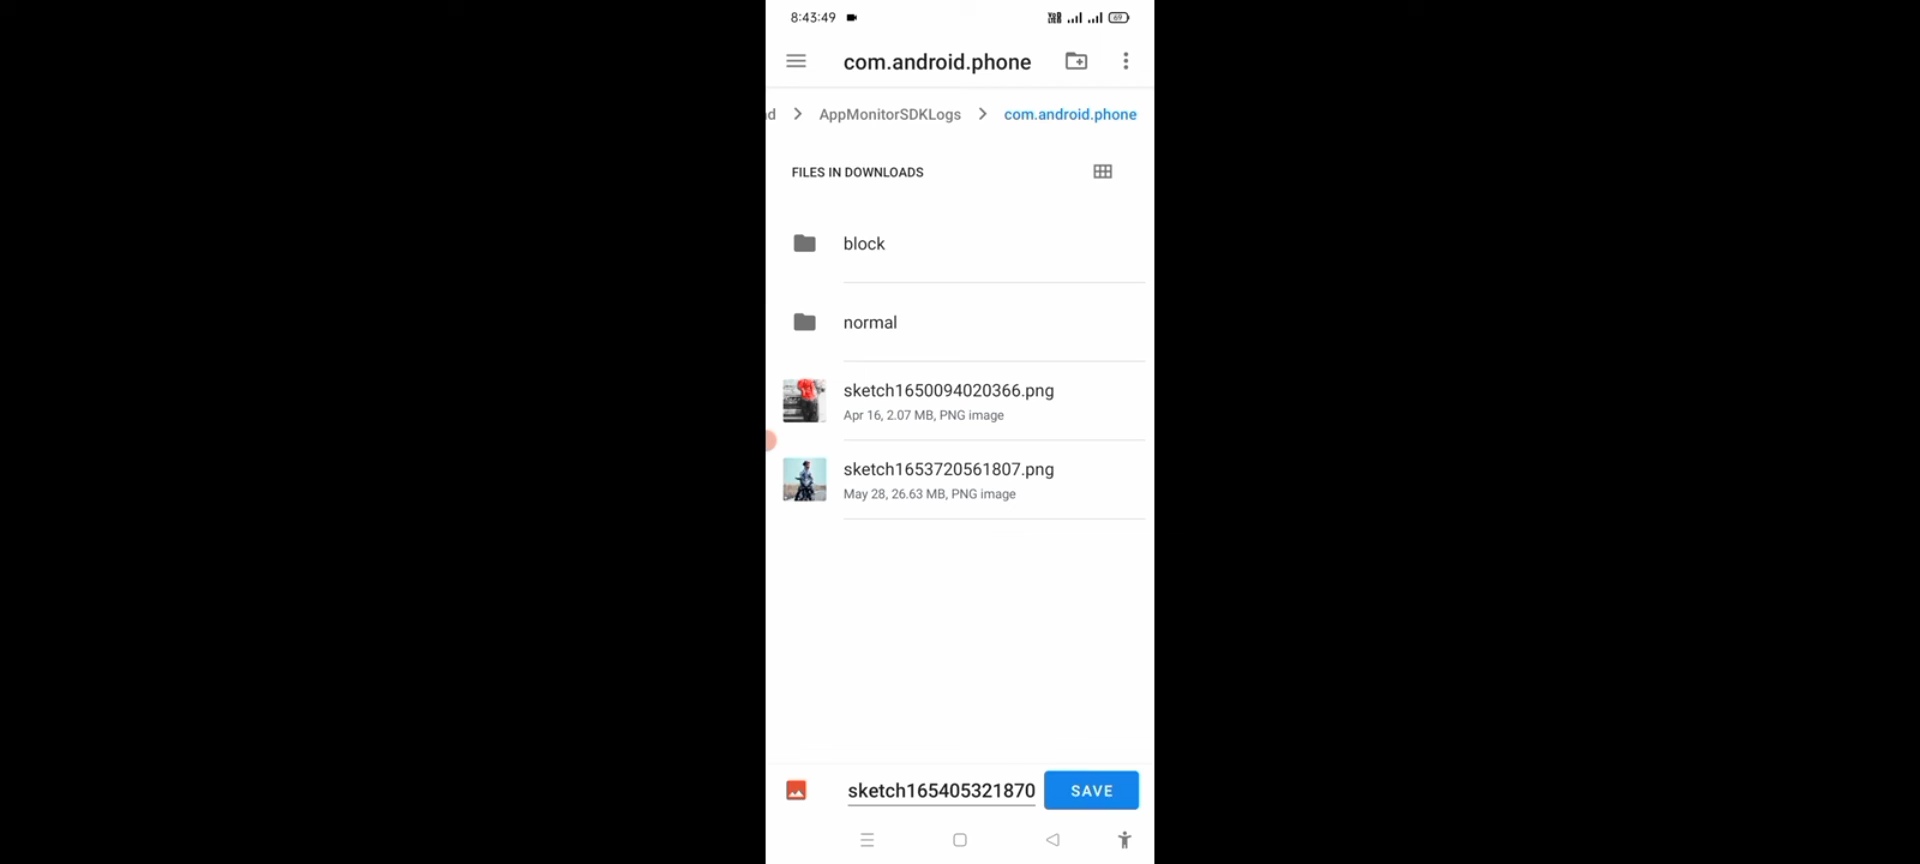 8:43:49
69
com.android.phone
AppMonitorSDKLogs
com.android.phone
FILES IN DOWNLOADS
block
normal
sketch1650094020366.png
Apr 16, 2.07 MB, PNG image
sketch1653720561807.png
May 28, 26.63 MB, PNG image
sketch165405321870
SAVE